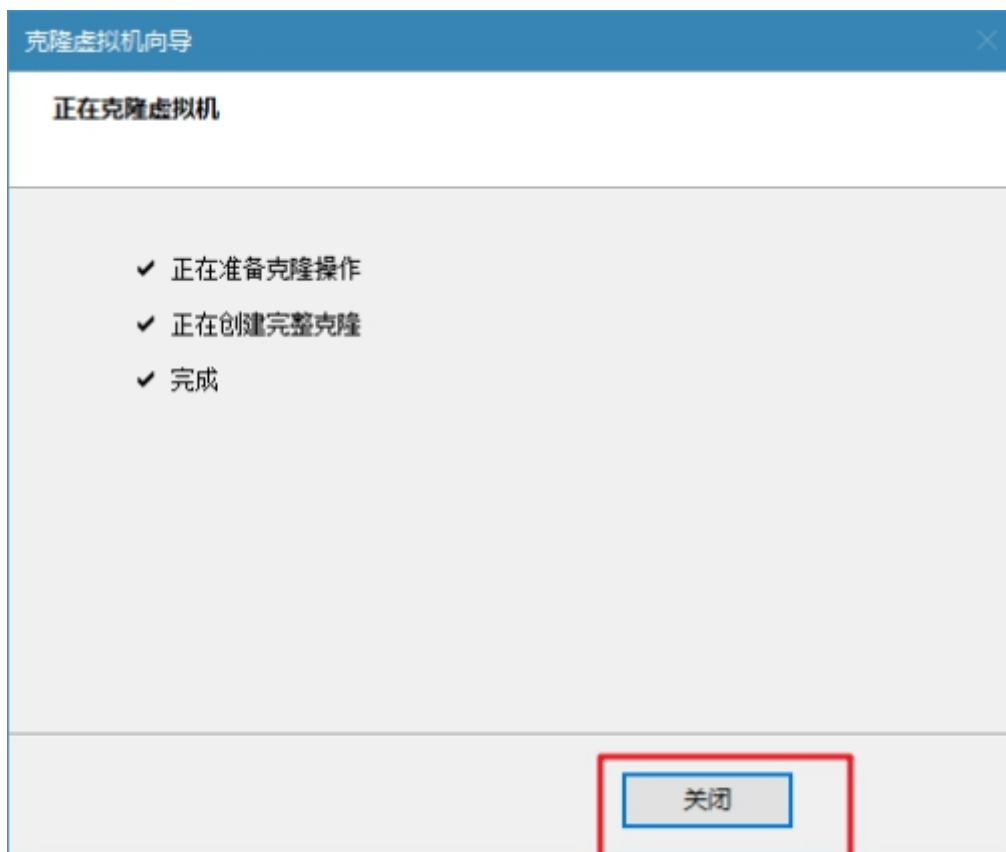 克隆虚拟机向导
正在克隆虚拟机
正在准备克隆操作
正在创建完整克隆
完成
关闭